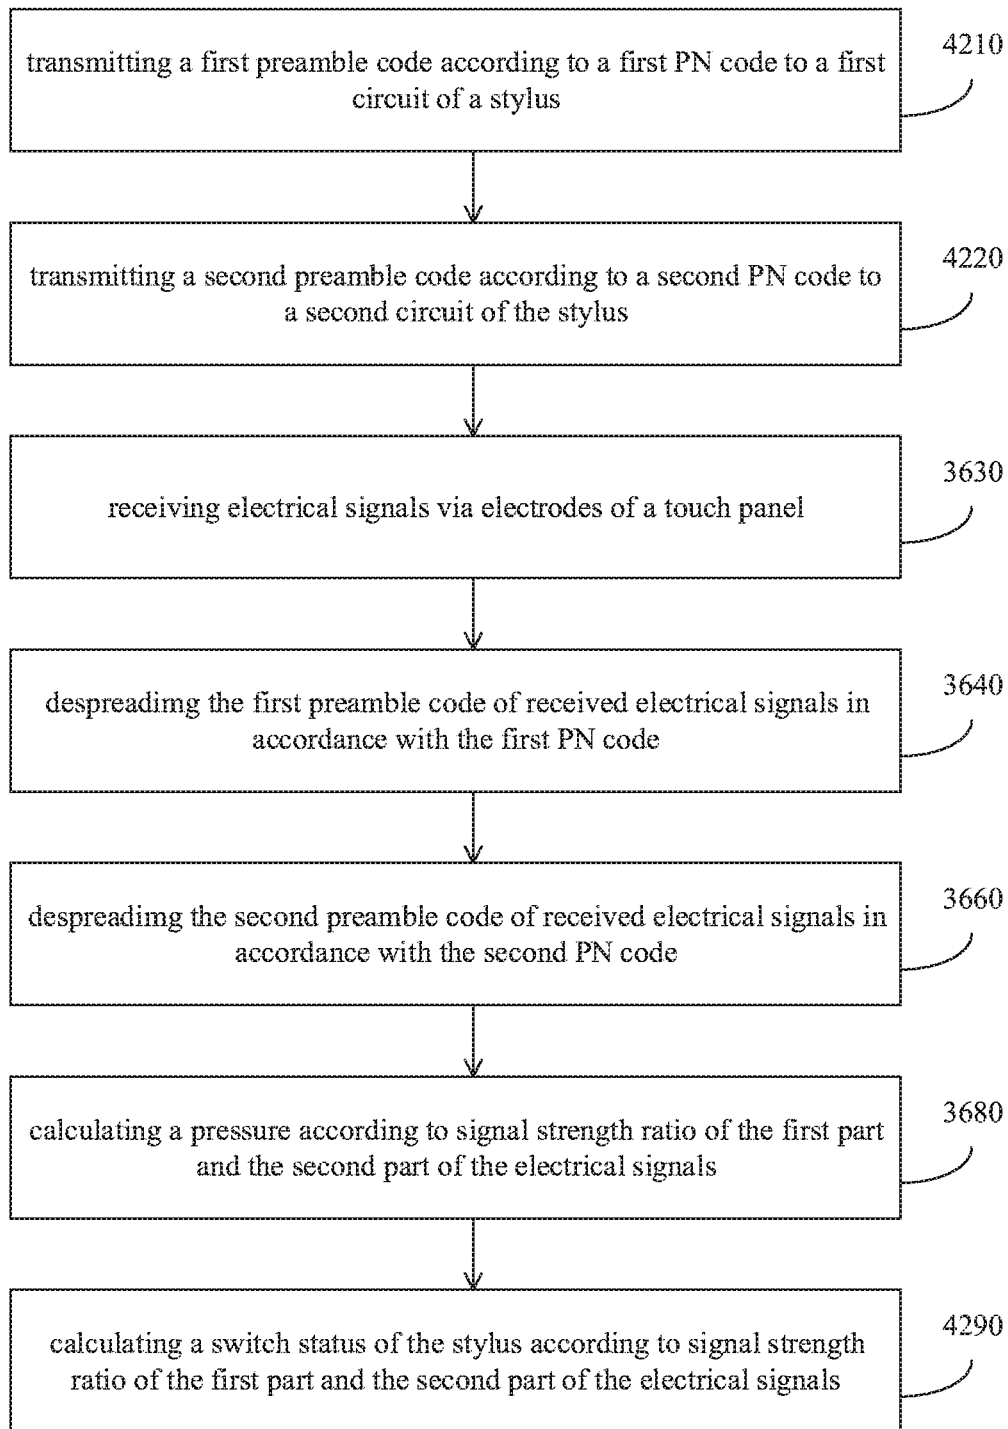 4210
transmitting a first preamble code according to a first PN code to a first
circuit of a stylus
4220
transmitting a second preamble code according to a second PN code to
a second circuit of the stylus
3630
receiving electrical signals via electrodes of a touch panel
3640
despreadimg the first preamble code of received electrical signals in
accordance with the first PN code
3660
despreadimg the second preamble code of received electrical signals in
accordance with the second PN code
3680
calculating a pressure according to signal strength ratio of the first part
and the second part of the electrical signals
4290
calculating a switch status of the stylus according to signal strength
ratio of the first part and the second part of the electrical signals